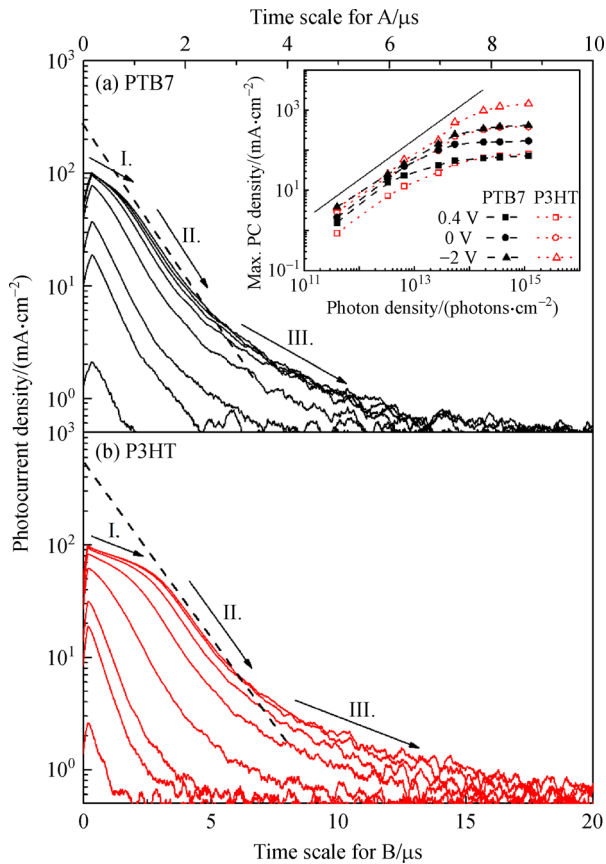 Time scale for A/μs
0 2 4 6 8 10
10³
(a) PTB7
I.
II.
III.
10²
10¹
10⁰
Max. PC density/(mA·cm⁻²)
10³
10¹
10⁻¹
PTB7 P3HT
0.4 V
0 V
−2 V
10¹¹ 10¹³ 10¹⁵
Photon density/(photons·cm⁻²)
Photocurrent density/(mA·cm⁻²)
10³
(b) P3HT
I.
II.
III.
10²
10¹
10⁰
0 5 10 15 20
Time scale for B/μs